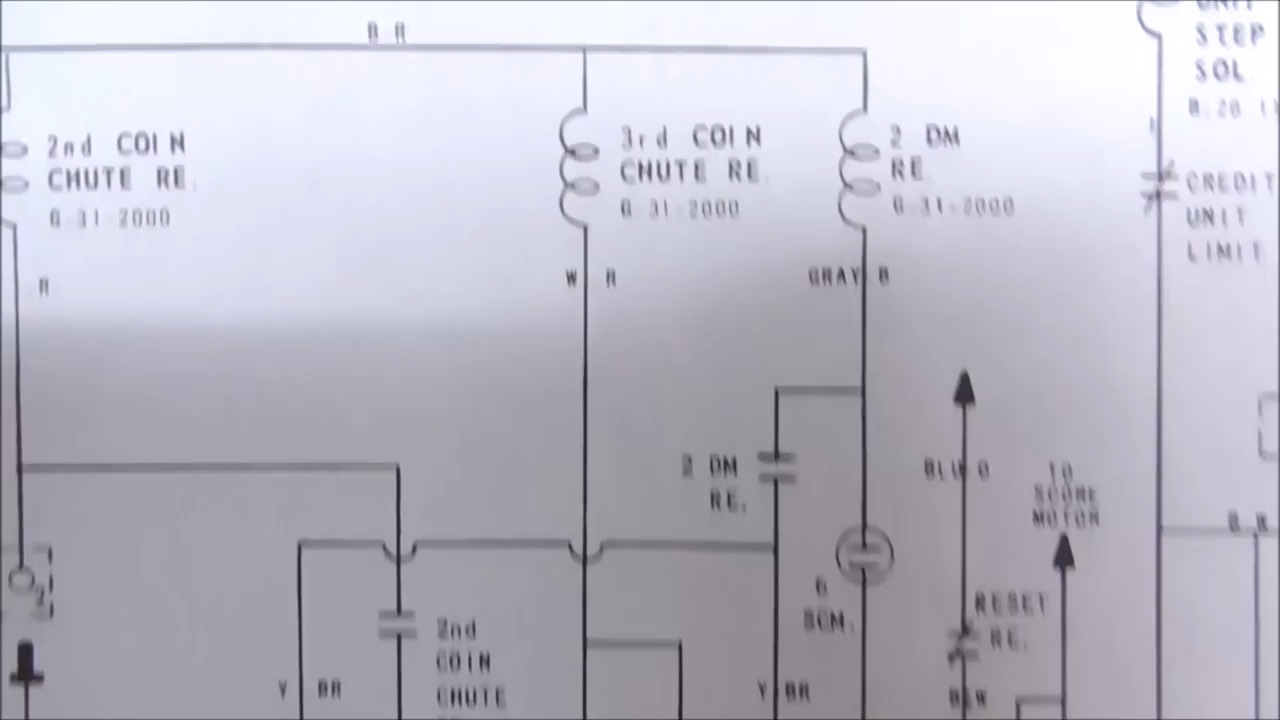 B R
UNIT
STEP
SOL
2nd COIN
CHUTE RE.
G-31-2000
3rd COIN
CHUTE RE.
G-31-2000
2 DM
RE
G-31-2000
CREDIT
UNIT
LIMIT
R
W R
GRAY B
2 DM
RE.
BLU O
TO
SCORE
MOTOR
B R
6
SCM.
RESET
RE.
2nd
COIN
CHUTE
Y BR
Y BR
B W